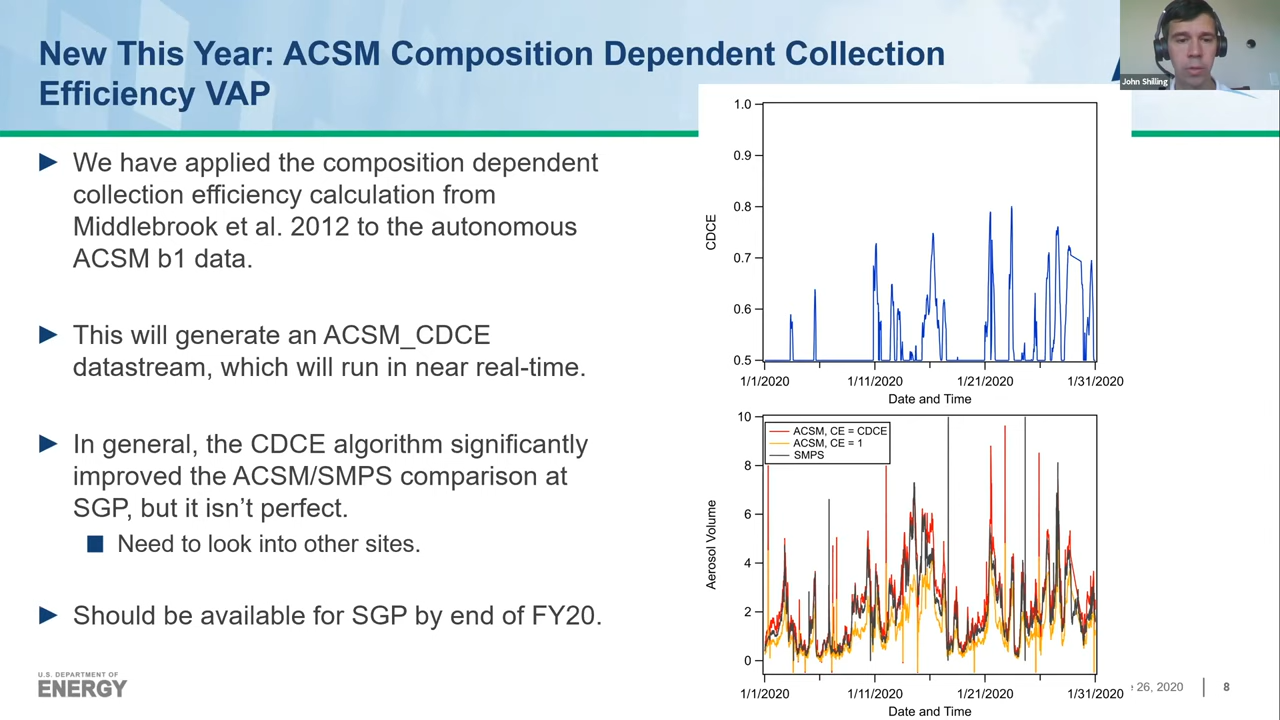 New This Year: ACSM Composition Dependent Collection
Efficiency VAP
John Shilling
► We have applied the composition dependent
collection efficiency calculation from
Middlebrook et al. 2012 to the autonomous
ACSM b1 data.
► This will generate an ACSM_CDCE
datastream, which will run in near real-time.
► In general, the CDCE algorithm significantly
improved the ACSM/SMPS comparison at
SGP, but it isn’t perfect.
■ Need to look into other sites.
► Should be available for SGP by end of FY20.
1.0
0.9
0.8
0.7
0.6
0.5
CDCE
1/1/2020 1/11/2020 1/21/2020 1/31/2020
Date and Time
10
8
6
4
2
0
Aerosol Volume
ACSM, CE = CDCE
ACSM, CE = 1
SMPS
1/1/2020 1/11/2020 1/21/2020 1/31/2020
Date and Time
U.S. DEPARTMENT OF
ENERGY
26, 2020 8